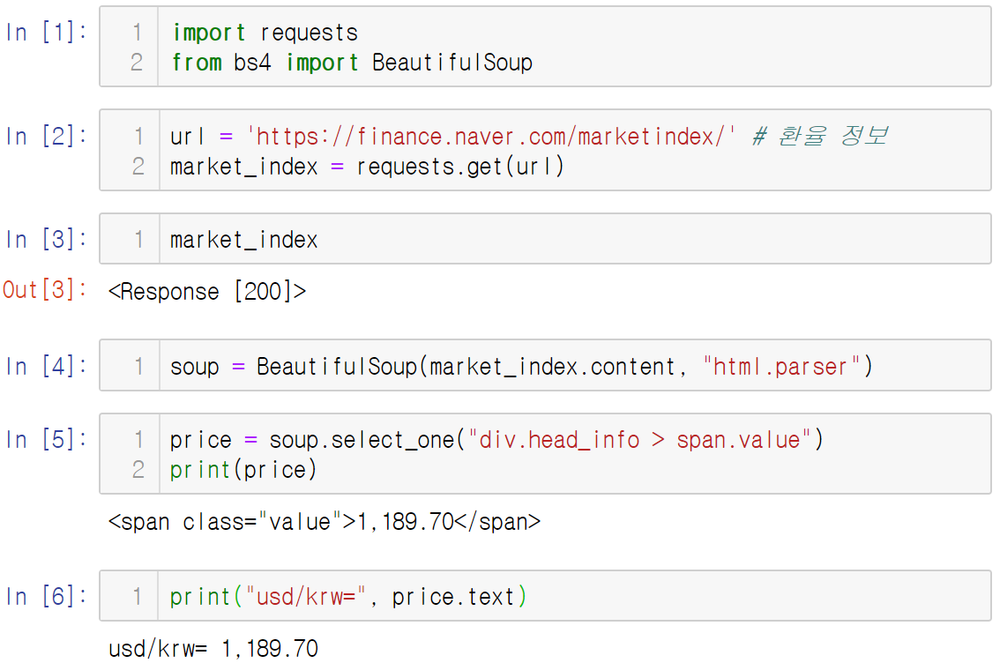 In [1]:
1 import requests
2 from bs4 import BeautifulSoup
In [2]:
1 url = 'https://finance.naver.com/marketindex/' # 환율 정보
2 market_index = requests.get(url)
In [3]:
1 market_index
Out[3]: <Response [200]>
In [4]:
1 soup = BeautifulSoup(market_index.content, "html.parser")
In [5]:
1 price = soup.select_one("div.head_info > span.value")
2 print(price)
<span class="value">1,189.70</span>
In [6]:
1 print("usd/krw=", price.text)
usd/krw= 1,189.70